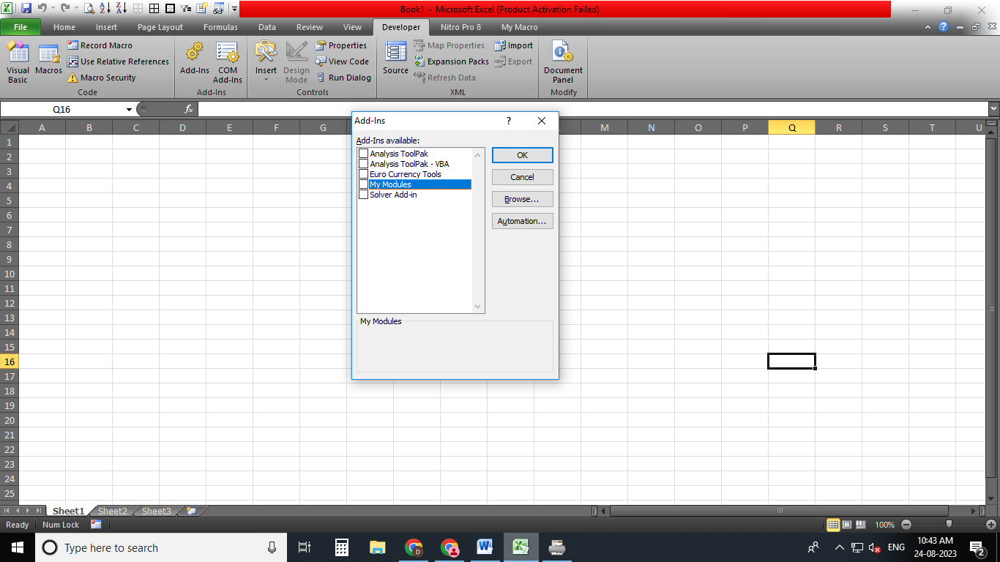 Book1 - Microsoft Excel (Product Activation Failed)
File Home Insert Page Layout Formulas Data Review View Developer Nitro Pro 8 My Macro
Visual Basic
Macros
Record Macro
Use Relative References
Macro Security
Code
Add-Ins
COM Add-Ins
Add-Ins
Insert
Design Mode
Properties
View Code
Run Dialog
Controls
Source
Map Properties
Expansion Packs
Refresh Data
Import
Export
XML
Document Panel
Modify
Q16
fx
A B C D E F G M N O P Q R S T U
1
2
3
4
5
6
7
8
9
10
11
12
13
14
15
16
17
18
19
20
21
22
23
24
25
Add-Ins ?
Add-Ins available:
Analysis ToolPak
Analysis ToolPak - VBA
Euro Currency Tools
My Modules
Solver Add-in
OK
Cancel
Browse...
Automation...
My Modules
Sheet1 Sheet2 Sheet3
Ready Num Lock 100%
Type here to search
ENG
10:43 AM
24-08-2023
2